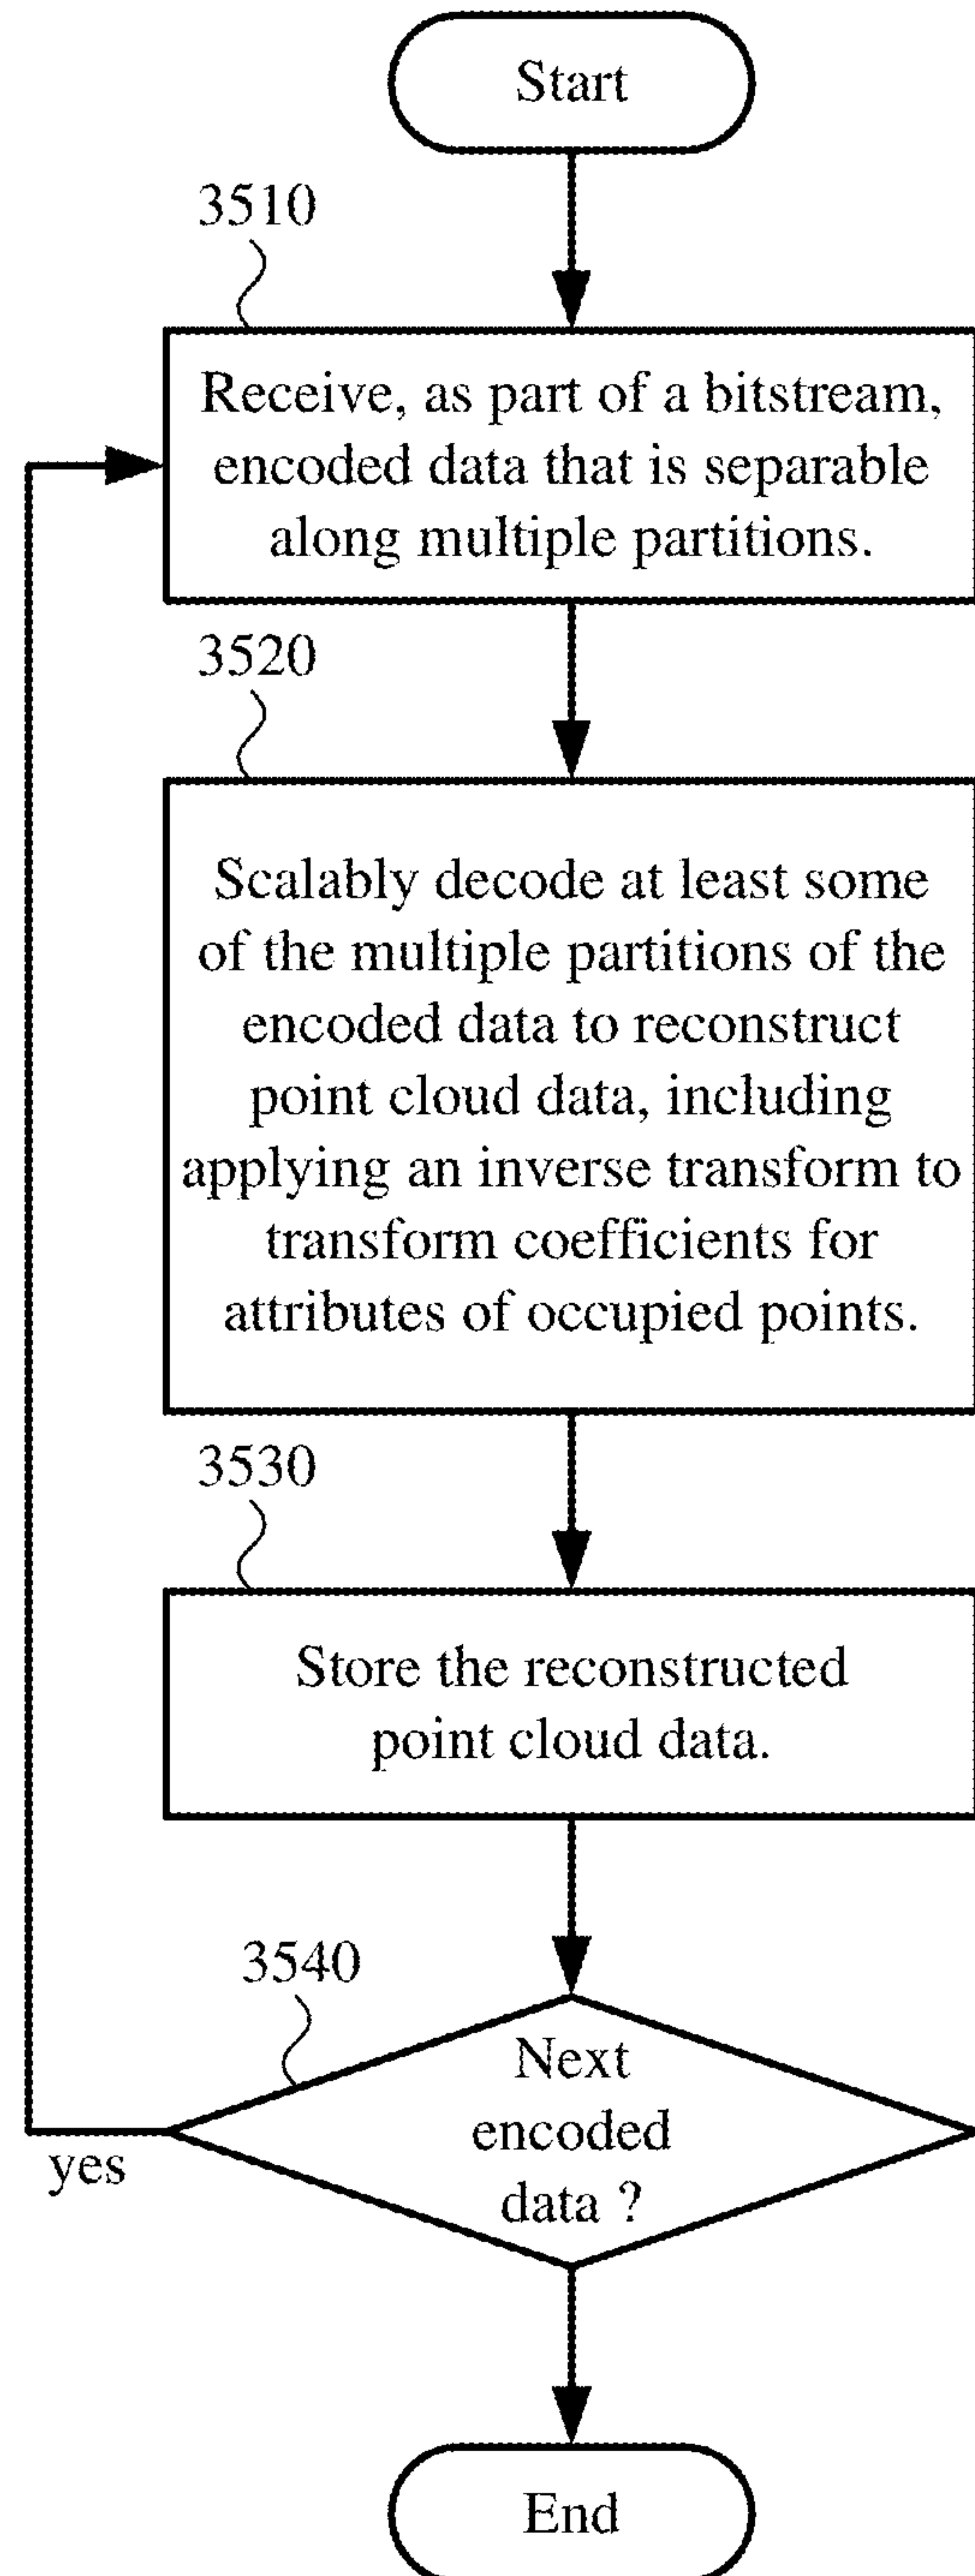 Start
3510
Receive, as part of a bitstream,
encoded data that is separable
along multiple partitions.
3520
Scalably decode at least some
of the multiple partitions of the
encoded data to reconstruct
point cloud data, including
applying an inverse transform to
transform coefficients for
attributes of occupied points.
3530
Store the reconstructed
point cloud data.
3540
Next
encoded
data ?
yes
End